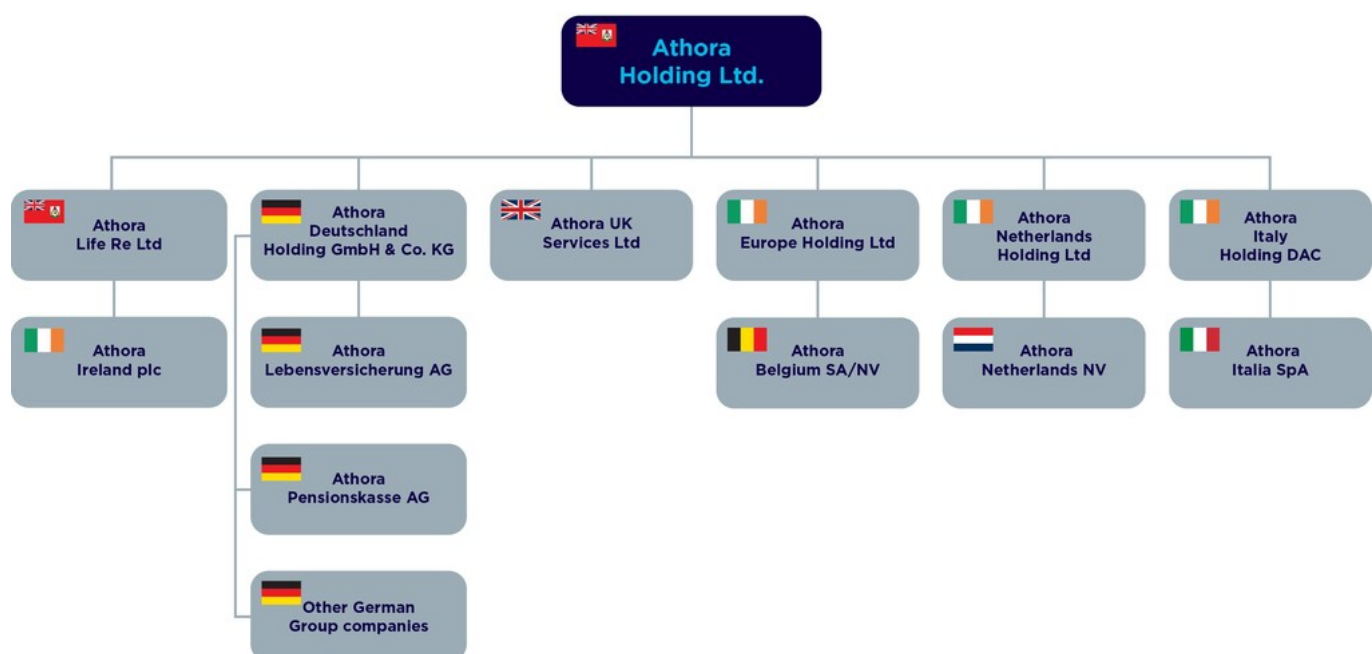 Athora
Holding Ltd.
Athora
Life Re Ltd
Athora
Deutschland
Holding GmbH & Co. KG
Athora UK
Services Ltd
Athora
Europe Holding Ltd
Athora
Netherlands
Holding Ltd
Athora
Italy
Holding DAC
Athora
Ireland plc
Athora
Lebensversicherung AG
Athora
Belgium SA/NV
Athora
Netherlands NV
Athora
Italia SpA
Athora
Pensionskasse AG
Other German
Group companies